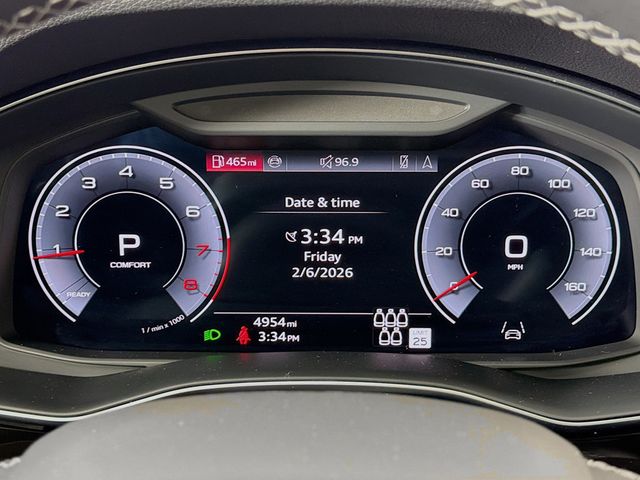 465mi
96.9
Date & time
3:34 PM
Friday
2/6/2026
1
2
3
4
5
6
7
8
P
COMFORT
READY
1 / min x 1000
0
20
40
60
80
100
120
140
160
0
MPH
4954mi
3:34PM
LIMIT
25